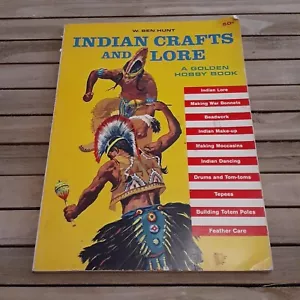 W. BEN HUNT
60¢
INDIAN CRAFTS
AND LORE
A GOLDEN
HOBBY BOOK
Indian Lore
Making War Bonnets
Beadwork
Indian Make-up
Making Moccasins
Indian Dancing
Drums and Tom-toms
Tepees
Building Totem Poles
Feather Care